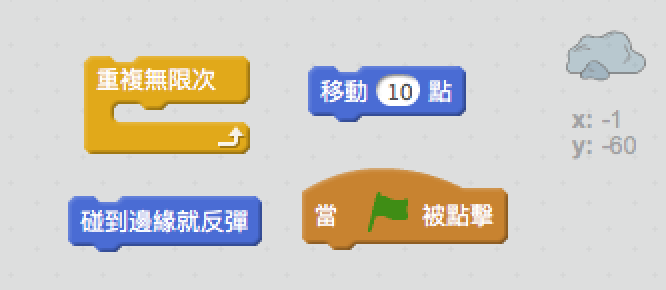 重複無限次
移動 10 點
x: -1
y: -60
碰到邊緣就反彈
當 被點擊